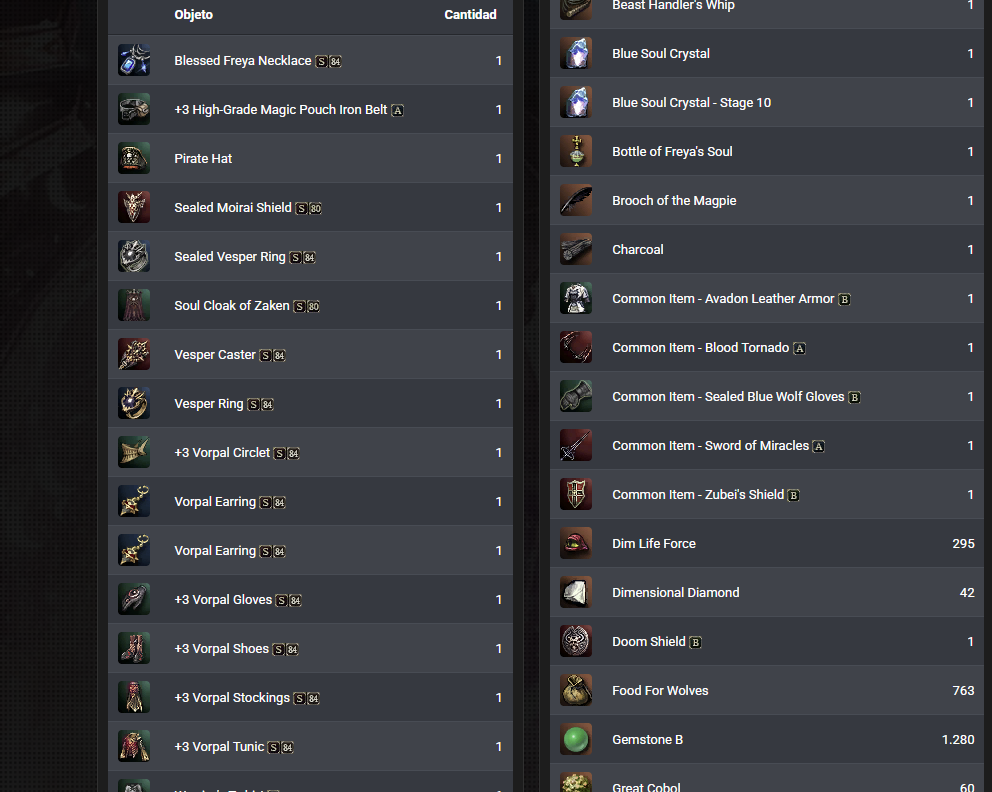 Objeto Cantidad
Blessed Freya Necklace S 84 1
+3 High-Grade Magic Pouch Iron Belt A 1
Pirate Hat 1
Sealed Moirai Shield S 80 1
Sealed Vesper Ring S 84 1
Soul Cloak of Zaken S 80 1
Vesper Caster S 84 1
Vesper Ring S 84 1
+3 Vorpal Circlet S 84 1
Vorpal Earring S 84 1
Vorpal Earring S 84 1
+3 Vorpal Gloves S 84 1
+3 Vorpal Shoes S 84 1
+3 Vorpal Stockings S 84 1
+3 Vorpal Tunic S 84 1
Beast Handler's Whip 1
Blue Soul Crystal 1
Blue Soul Crystal - Stage 10 1
Bottle of Freya's Soul 1
Brooch of the Magpie 1
Charcoal 1
Common Item - Avadon Leather Armor B 1
Common Item - Blood Tornado A 1
Common Item - Sealed Blue Wolf Gloves B 1
Common Item - Sword of Miracles A 1
Common Item - Zubei's Shield B 1
Dim Life Force 295
Dimensional Diamond 42
Doom Shield B 1
Food For Wolves 763
Gemstone B 1.280
Great Cobol 60